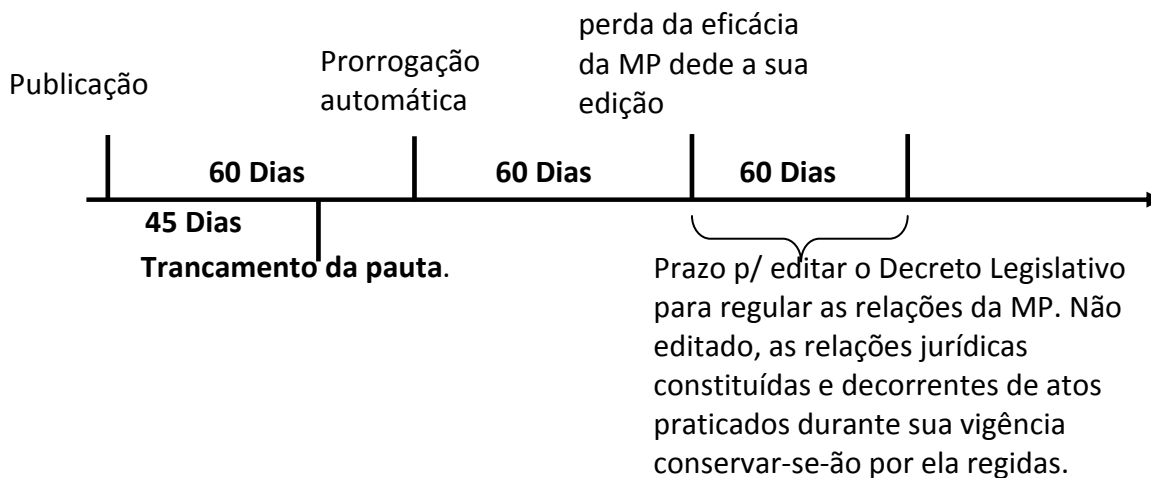 Publicação
Prorrogação
automática
perda da eficácia
da MP dede a sua
edição
60 Dias
60 Dias
60 Dias
45 Dias
Trancamento da pauta.
Prazo p/ editar o Decreto Legislativo
para regular as relações da MP. Não
editado, as relações jurídicas
constituídas e decorrentes de atos
praticados durante sua vigência
conservar-se-ão por ela regidas.